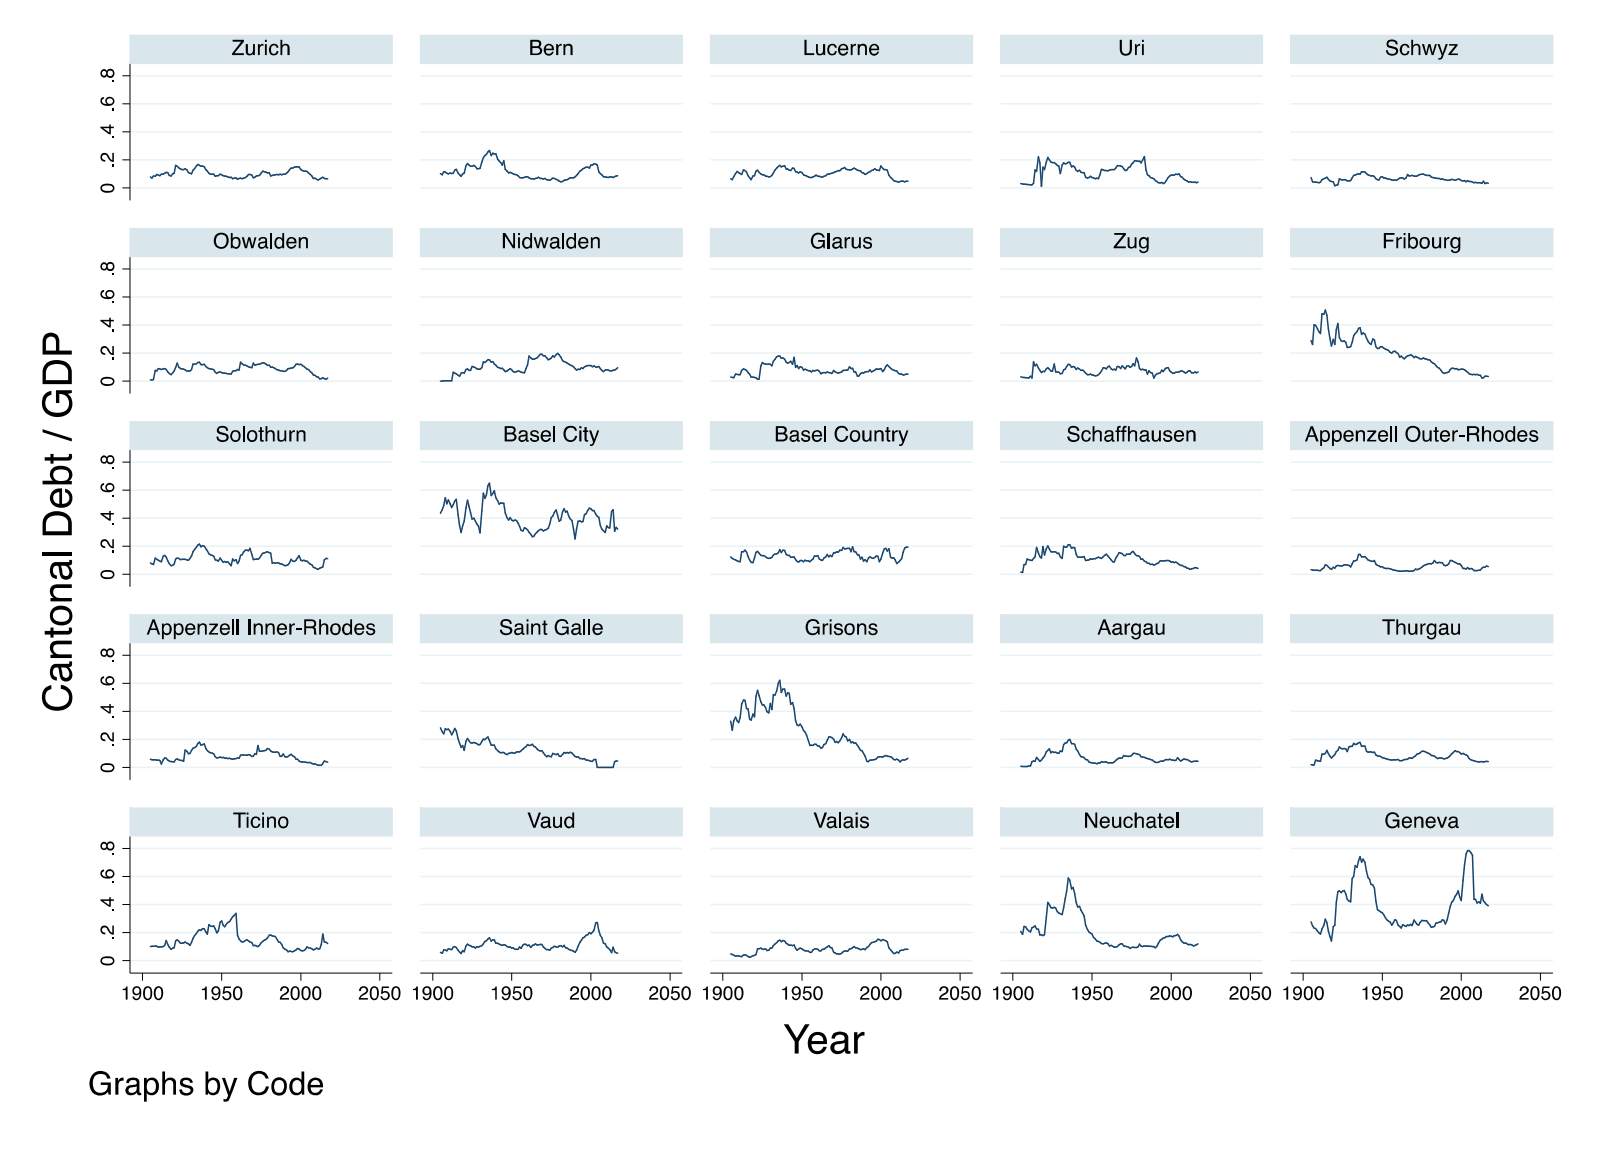 Zurich Bern Lucerne Uri Schwyz
.8
.6
.4
.2
0
Obwalden Nidwalden Glarus Zug Fribourg
.8
.6
.4
.2
0
Cantonal Debt / GDP
Solothurn Basel City Basel Country Schaffhausen Appenzell Outer-Rhodes
.8
.6
.4
.2
0
Appenzell Inner-Rhodes Saint Galle Grisons Aargau Thurgau
.8
.6
.4
.2
0
Ticino Vaud Valais Neuchatel Geneva
.8
.6
.4
.2
0
1900 1950 2000 2050 1900 1950 2000 2050 1900 1950 2000 2050 1900 1950 2000 2050 1900 1950 2000 2050
Year
Graphs by Code